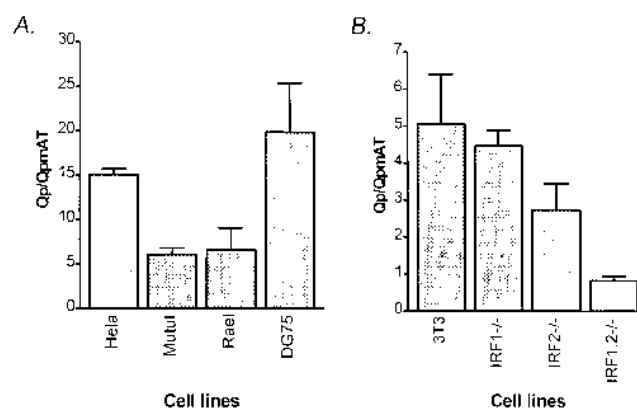 A.
30
25
20
15
10
5
0
Qp/QpmAT
Hela
MutuI
Rael
DG75
Cell lines
B.
7
6
5
4
3
2
1
0
Qp/QpmAT
3T3
IRF1-/-
IRF2-/-
IRF1.2-/-
Cell lines